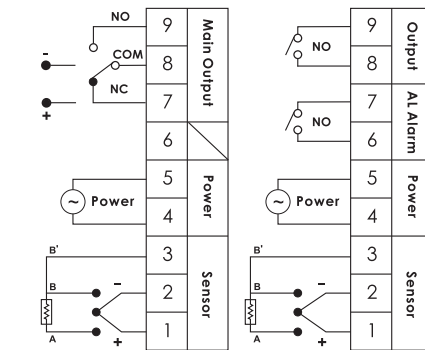 NO
COM
NC
-
+
9
8
7
6
5
4
3
2
1
Main Output
Power
Sensor
~ Power
B'
B
A
-
+
NO
NO
9
8
7
6
5
4
3
2
1
Output
AL Alarm
Power
Sensor
~ Power
B'
B
A
-
+